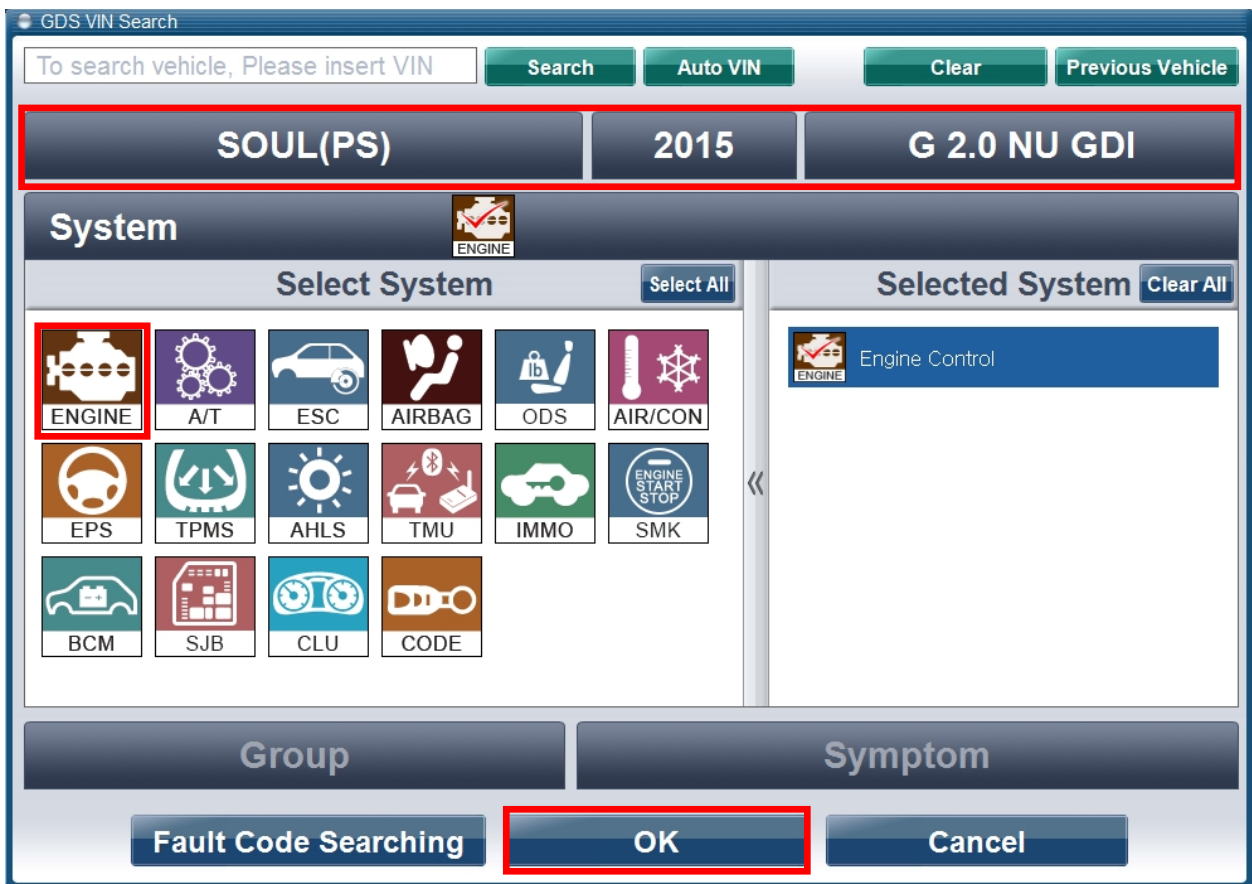 GDS VIN Search
To search vehicle, Please insert VIN Search Auto VIN Clear Previous Vehicle
SOUL(PS) 2015 G 2.0 NU GDI
System
ENGINE
Select System Select All Selected System Clear All
ENGINE Engine Control
ENGINE A/T ESC AIRBAG ODS AIR/CON
lb
ENGINE
START
STOP
EPS TPMS AHLS TMU IMMO SMK
BCM SJB CLU CODE
Group Symptom
Fault Code Searching OK Cancel